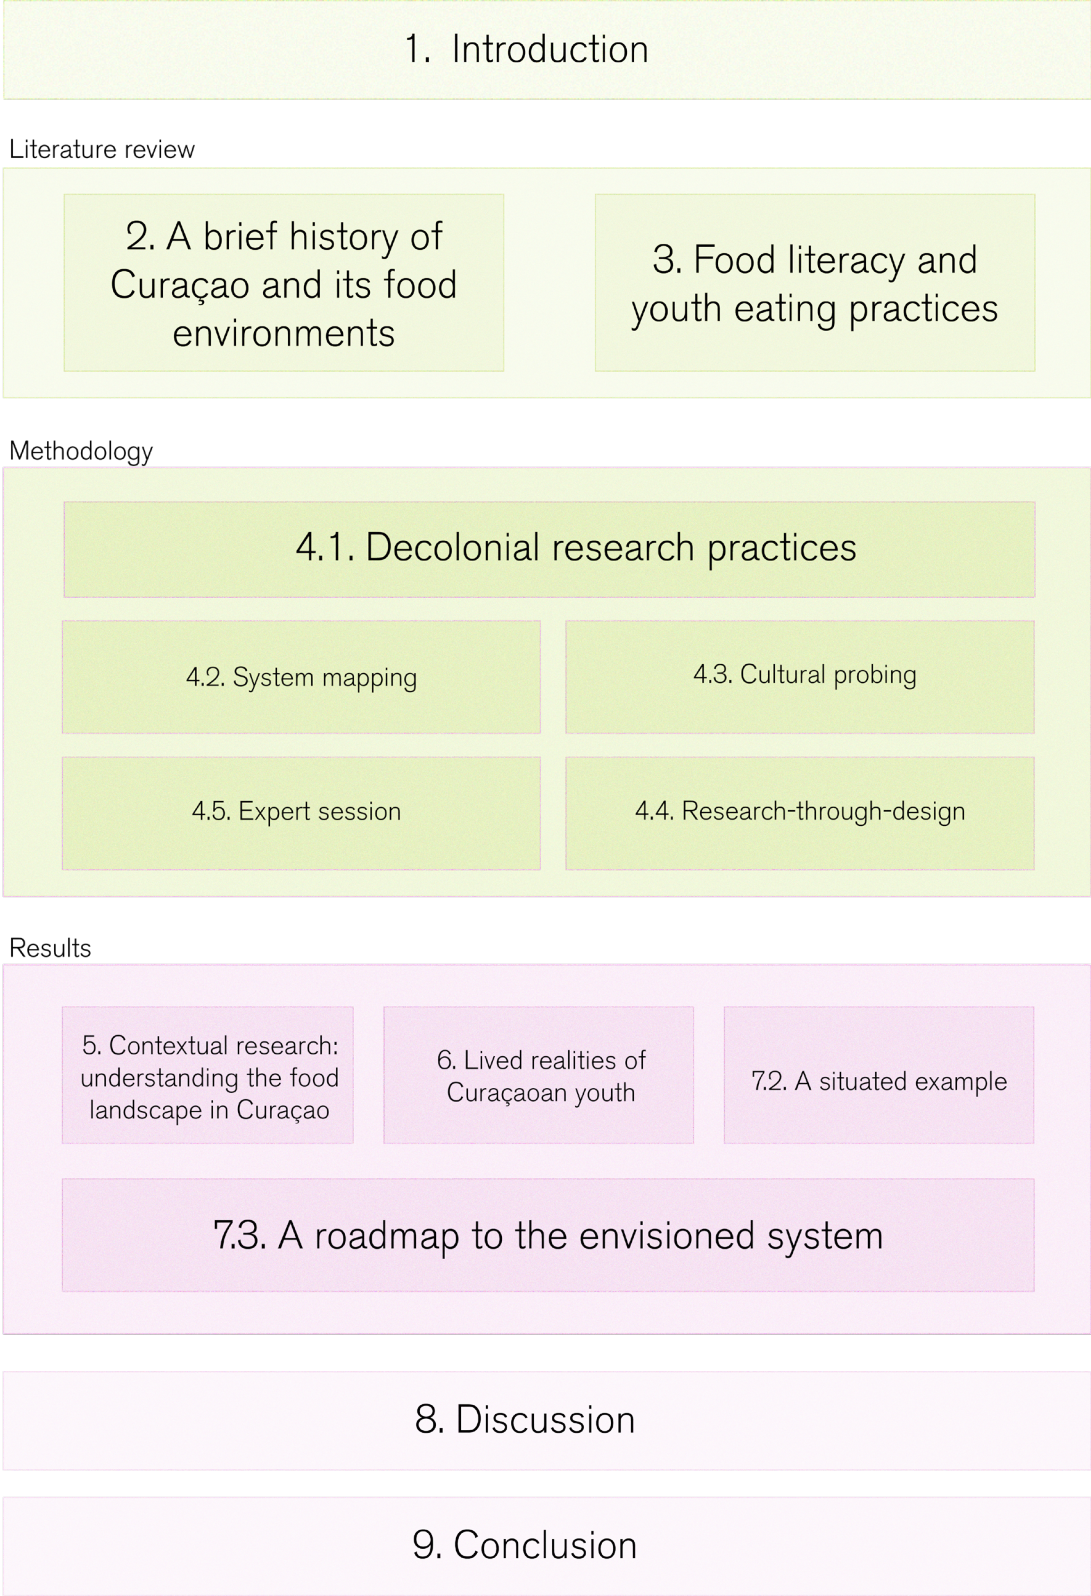 1. Introduction
Literature review
2. A brief history of
Curaçao and its food
environments
3. Food literacy and
youth eating practices
Methodology
4.1. Decolonial research practices
4.2. System mapping
4.3. Cultural probing
4.5. Expert session
4.4. Research-through-design
Results
5. Contextual research:
understanding the food
landscape in Curaçao
6. Lived realities of
Curaçaoan youth
7.2. A situated example
7.3. A roadmap to the envisioned system
8. Discussion
9. Conclusion